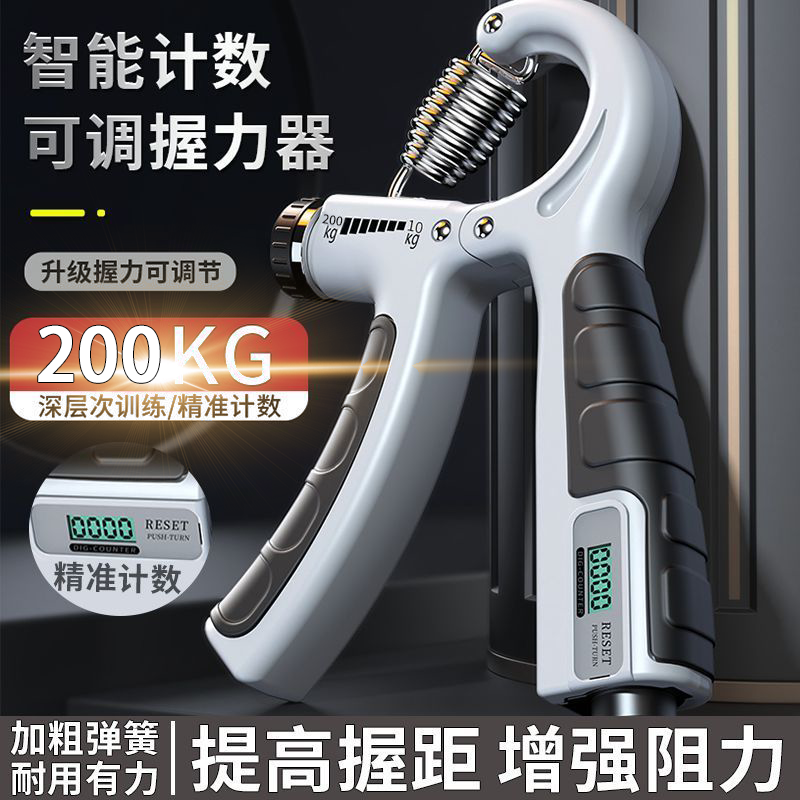 智能计数
可调握力器
升级握力可调节
200KG
深层次训练/精准计数
200 10
kg kg
0000 RESET
PUSH-TURN
DIG-COUNTER
精准计数
0000 RESET
PUSH-TURN
DIG-COUNTER
加粗弹簧
耐用有力
提高握距 增强阻力